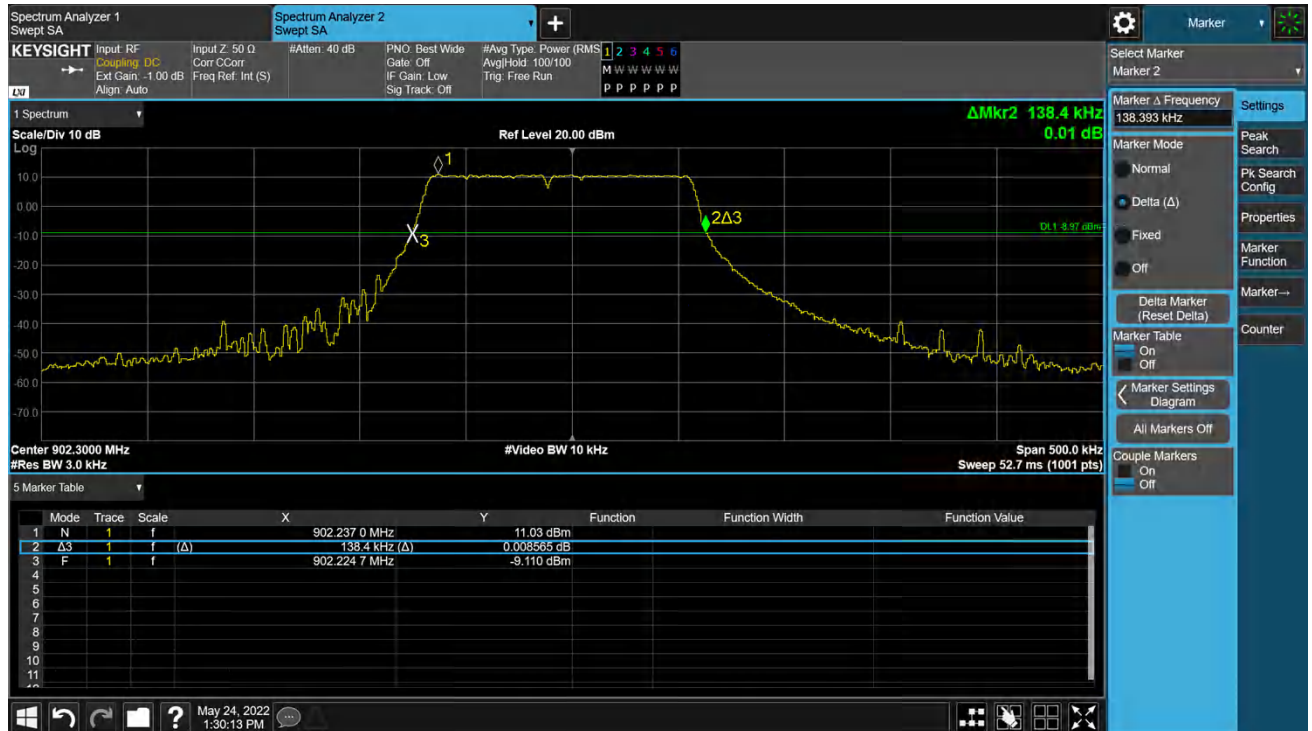 Spectrum Analyzer 1
Swept SA
Spectrum Analyzer 2
Swept SA
Marker
KEYSIGHT
Input: RF
Coupling: DC
Ext Gain: -1.00 dB
Align: Auto
Input Z: 50 Ω
Corr CCorr
Freq Ref: Int (S)
#Atten: 40 dB
PNO: Best Wide
Gate: Off
IF Gain: Low
Sig Track: Off
#Avg Type: Power (RMS
Avg|Hold: 100/100
Trig: Free Run
1 2 3 4 5 6
M W W W W W
P P P P P P
LXI
Select Marker
Marker 2
1 Spectrum
Scale/Div 10 dB
Log
Ref Level 20.00 dBm
ΔMkr2 138.4 kHz
0.01 dB
10.0
0.00
-10.0
-20.0
-30.0
-40.0
-50.0
-60.0
-70.0
1
3
2Δ3
DL1 -8.97 dBm
Center 902.3000 MHz
#Res BW 3.0 kHz
#Video BW 10 kHz
Span 500.0 kHz
Sweep 52.7 ms (1001 pts)
Marker Δ Frequency
138.393 kHz
Marker Mode
Normal
Delta (Δ)
Fixed
Off
Delta Marker
(Reset Delta)
Marker Table
On
Off
Marker Settings
Diagram
All Markers Off
Couple Markers
On
Off
Settings
Peak
Search
Pk Search
Config
Properties
Marker
Function
Marker→
Counter
5 Marker Table
Mode Trace Scale X Y Function Function Width Function Value
1 N 1 f 902.237 0 MHz 11.03 dBm
2 Δ3 1 f (Δ) 138.4 kHz (Δ) 0.008565 dB
3 F 1 f 902.224 7 MHz -9.110 dBm
4
5
6
7
8
9
10
11
May 24, 2022
1:30:13 PM